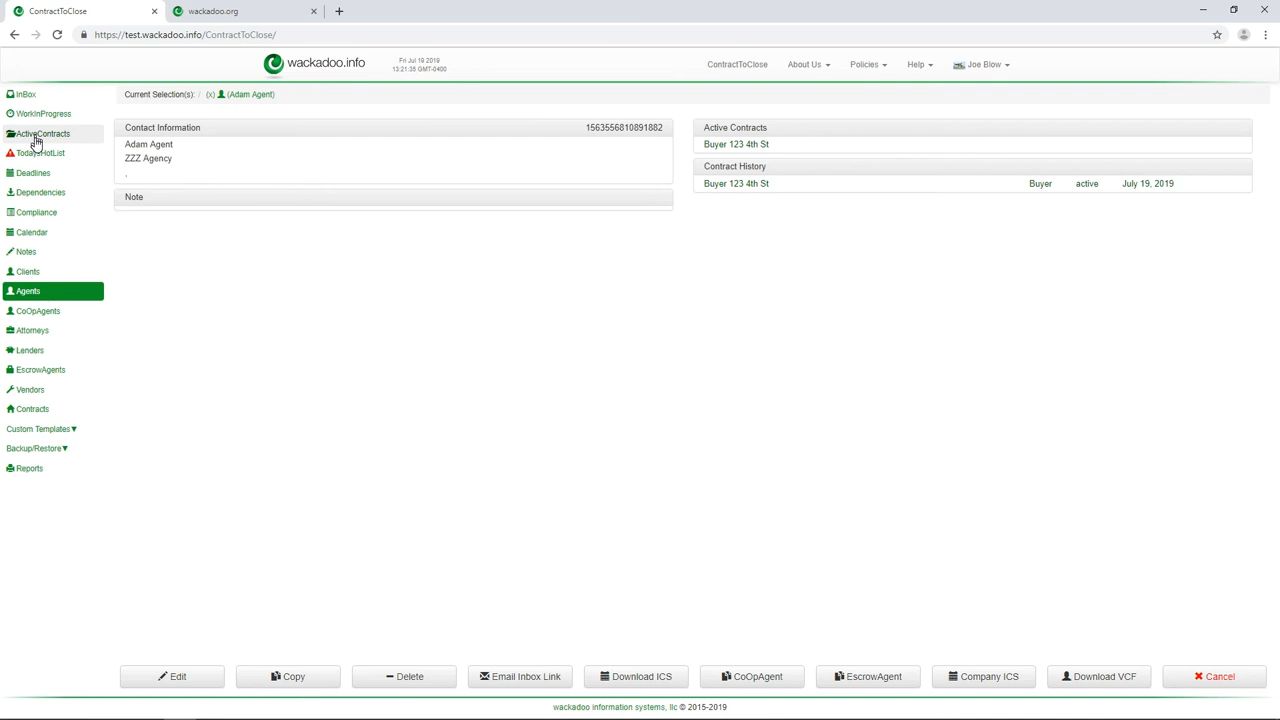 ContractToClose
wackadoo.org
https://test.wackadoo.info/ContractToClose/
wackadoo.info
Fri Jul 19 2019
13:21:35 GMT-0400
ContractToClose
About Us
Policies
Help
Joe Blow
InBox
WorkInProgress
ActiveContracts
TodaysHotList
Deadlines
Dependencies
Compliance
Calendar
Notes
Clients
Agents
CoOpAgents
Attorneys
Lenders
EscrowAgents
Vendors
Contracts
Custom Templates▼
Backup/Restore▼
Reports
Current Selection(s): / (x) (Adam Agent)
Contact Information 1563556810891882
Adam Agent
ZZZ Agency
,
Note
Active Contracts
Buyer 123 4th St
Contract History
Buyer 123 4th St Buyer active July 19, 2019
Edit
Copy
Delete
Email Inbox Link
Download ICS
CoOpAgent
EscrowAgent
Company ICS
Download VCF
Cancel
wackadoo information systems, llc © 2015-2019